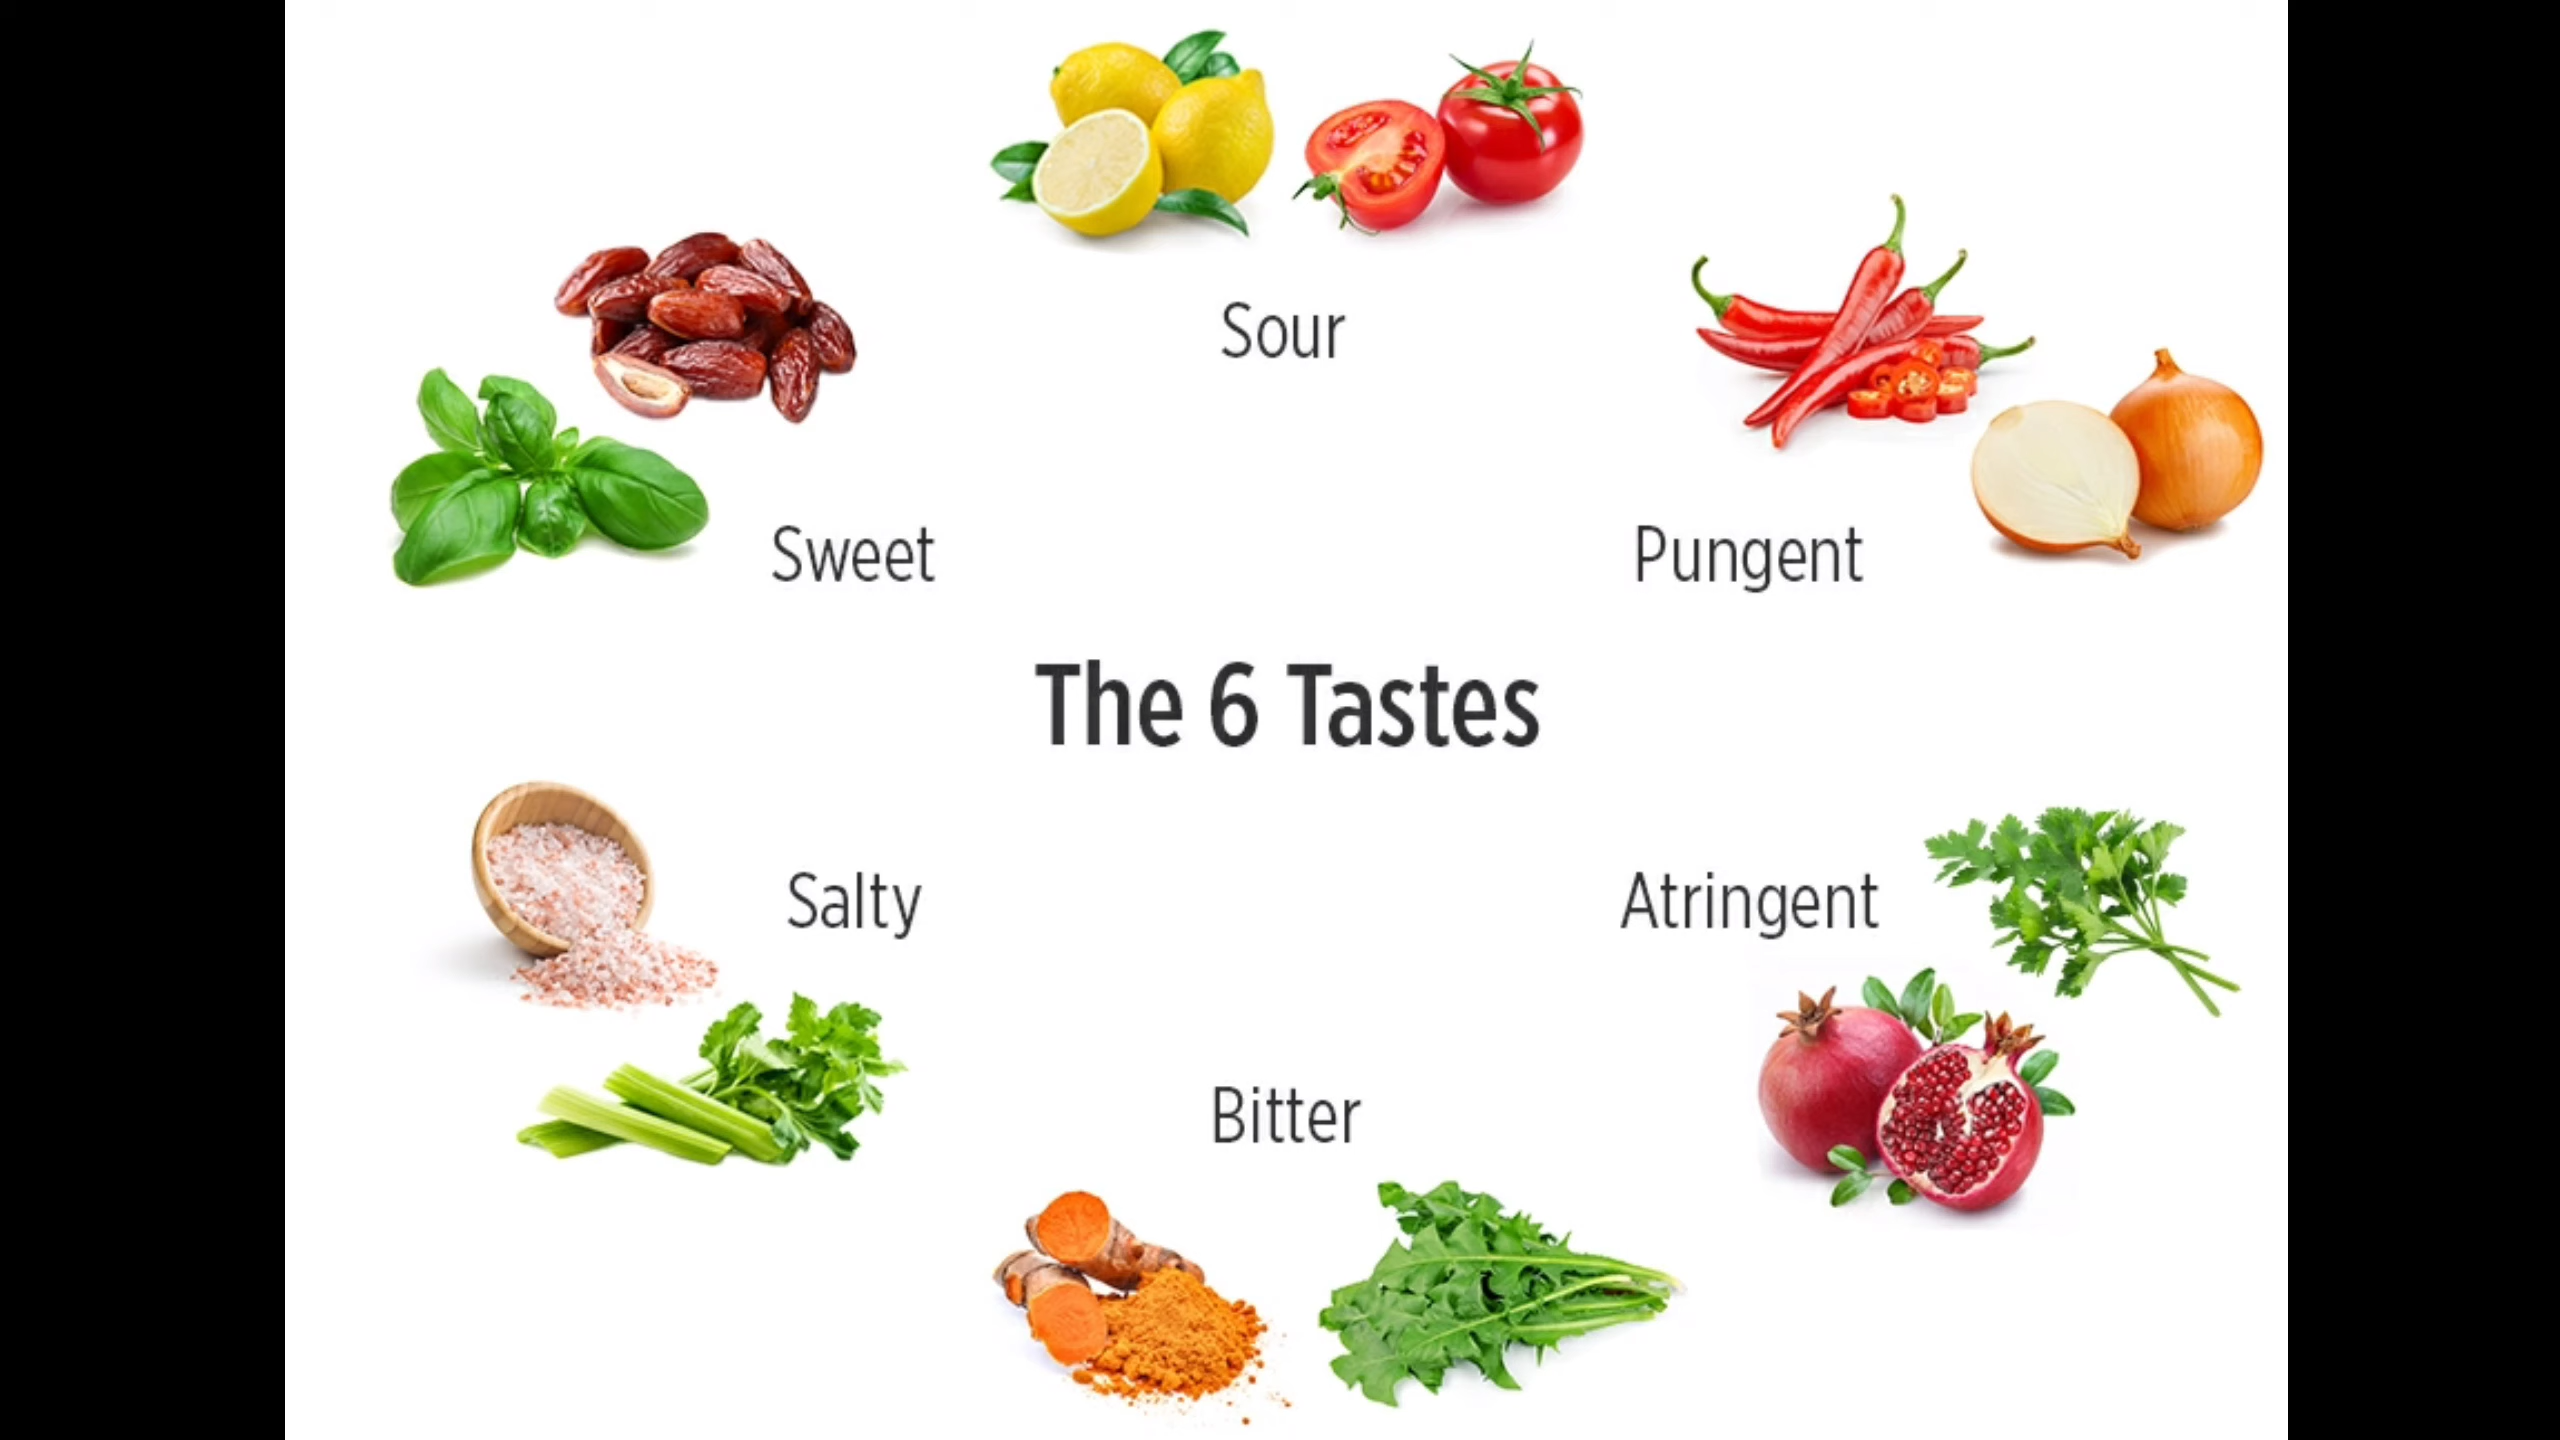 Sour
Sweet
Pungent
The 6 Tastes
Salty
Atringent
Bitter